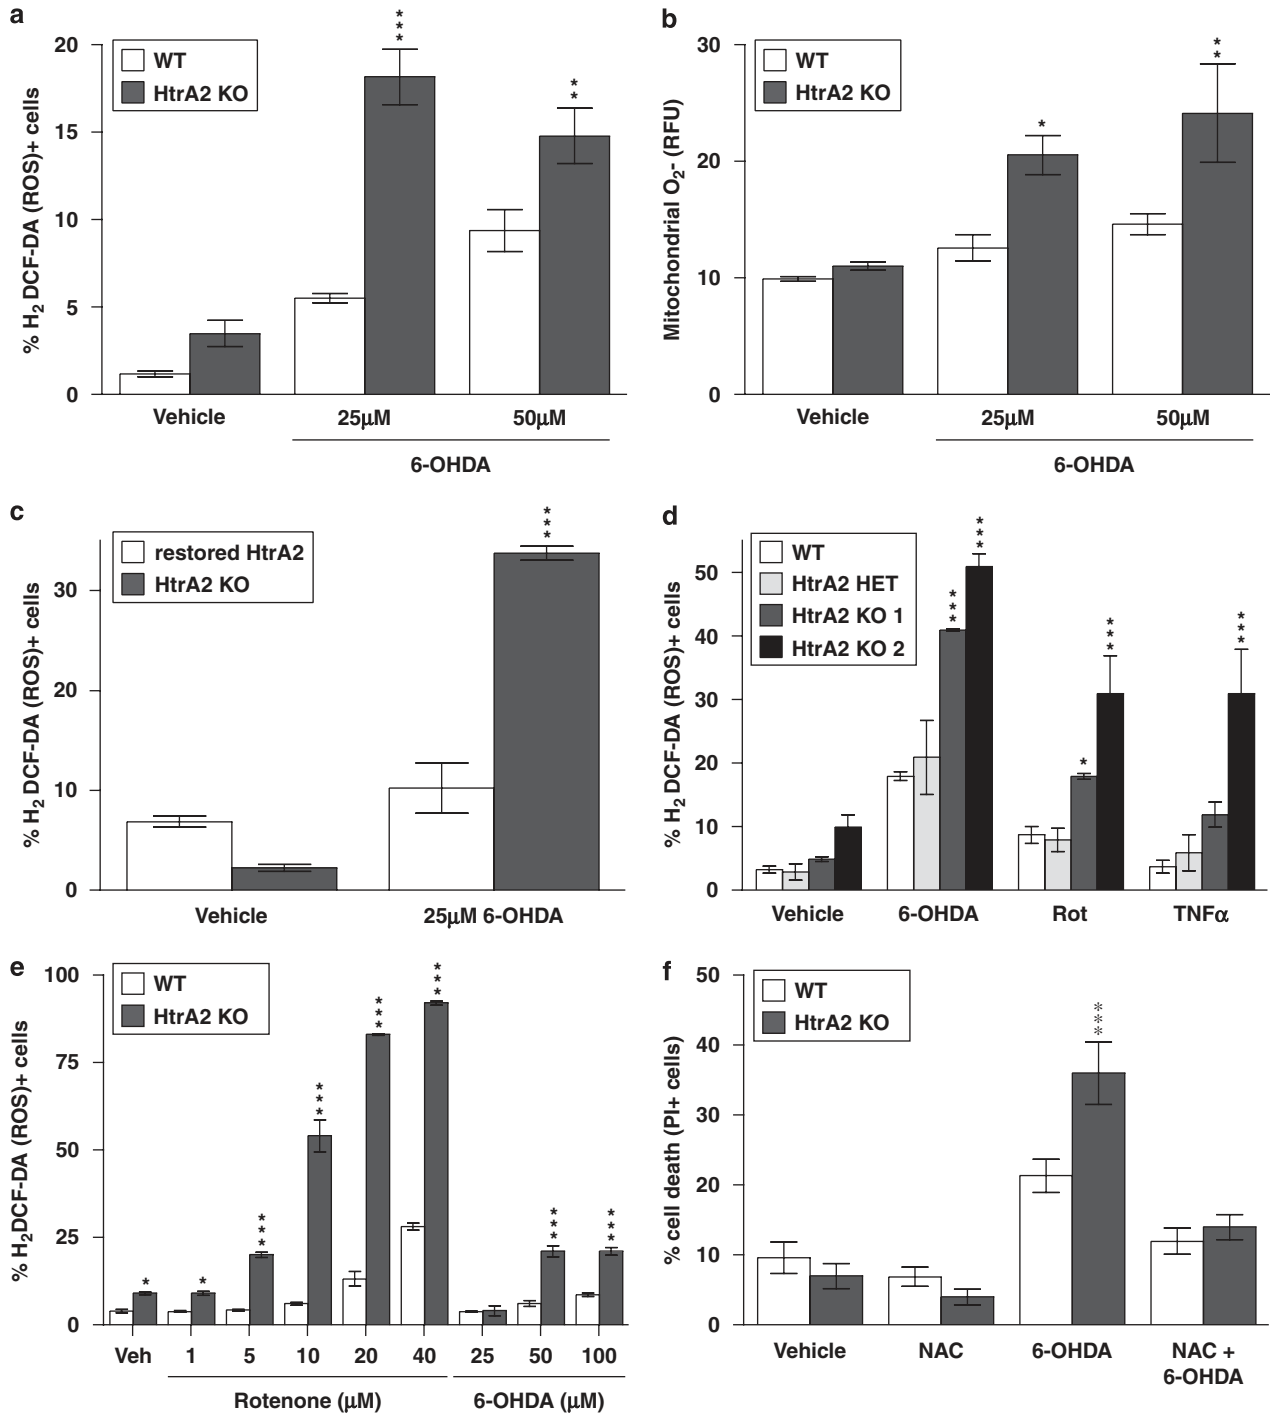 a
% H2 DCF-DA (ROS)+ cells
20
15
10
5
0
WT
HtrA2 KO
***
**
Vehicle
25μM
50μM
6-OHDA
b
Mitochondrial O2- (RFU)
30
20
10
0
WT
HtrA2 KO
*
**
Vehicle
25μM
50μM
6-OHDA
c
% H2 DCF-DA (ROS)+ cells
30
20
10
0
restored HtrA2
HtrA2 KO
***
Vehicle
25μM 6-OHDA
d
% H2 DCF-DA (ROS)+ cells
50
40
30
20
10
0
WT
HtrA2 HET
HtrA2 KO 1
HtrA2 KO 2
***
***
*
***
***
Vehicle
6-OHDA
Rot
TNFα
e
% H2DCF-DA (ROS)+ cells
100
75
50
25
0
WT
HtrA2 KO
*
*
***
***
***
***
***
***
Veh
1
5
10
20
40
25
50
100
Rotenone (μM)
6-OHDA (μM)
f
% cell death (PI+ cells)
50
40
30
20
10
0
WT
HtrA2 KO
***
Vehicle
NAC
6-OHDA
NAC +
6-OHDA